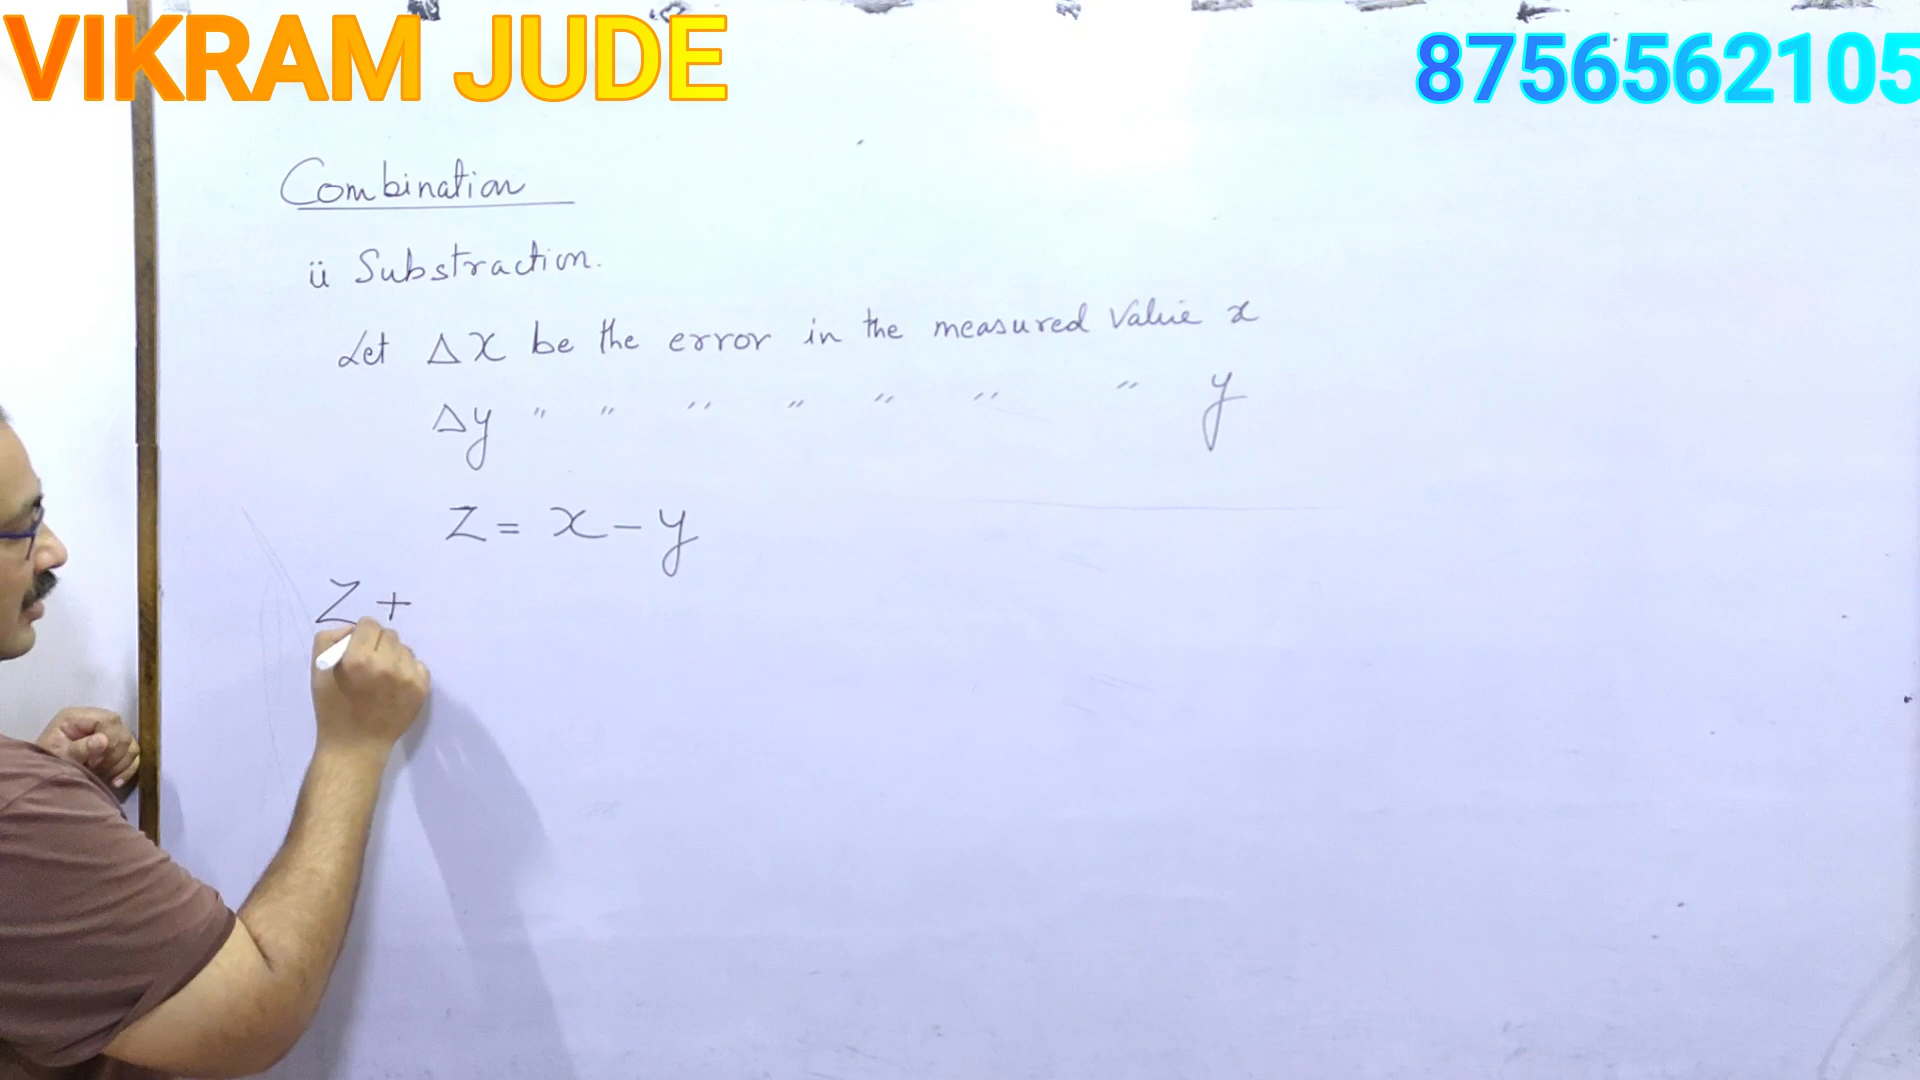 VIKRAM JUDE
8756562105
Combination
ii Substraction.
Let Δx be the error in the measured Value x
Δy " " " " " " " y
Z = x - y
Z +